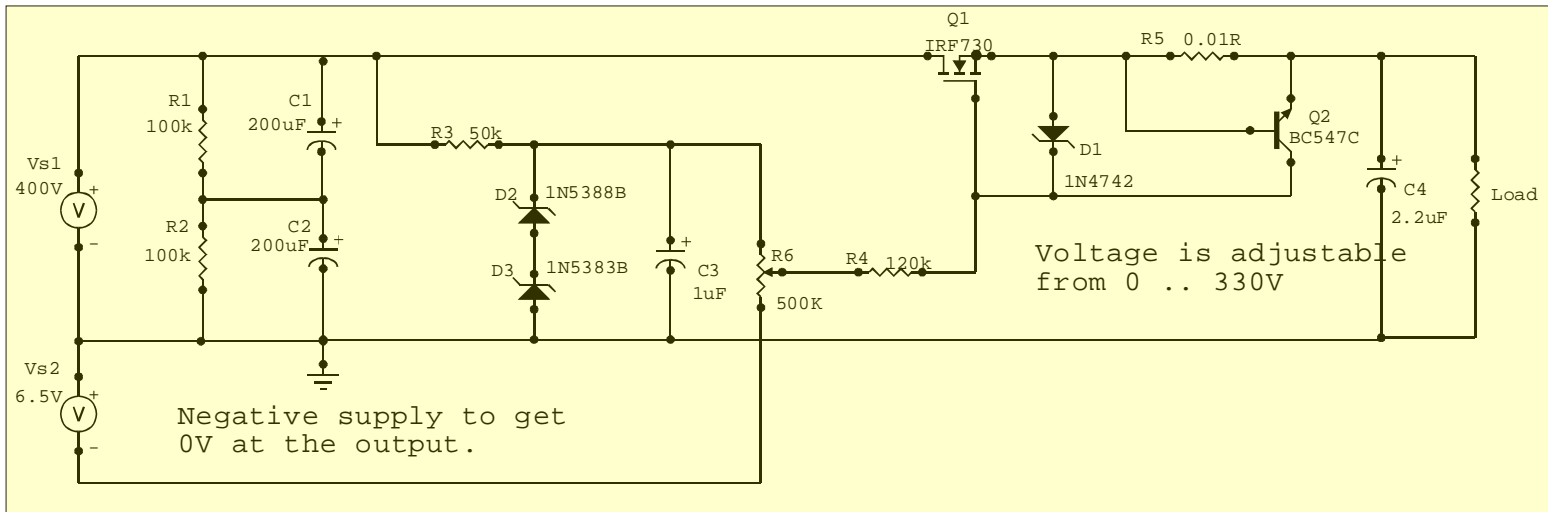 Q1
IRF730
R5 0.01R
R1
100k
C1
200uF
+
R3 50k
Q2
BC547C
D1
1N4742
Vs1
400V
+
V
-
D2 1N5388B
+
C4
2.2uF
Load
R2
100k
C2
200uF
+
D3 1N5383B
+
C3
1uF
R6
500K
R4 120k
Voltage is adjustable
from 0 .. 330V
Vs2
6.5V
+
V
-
Negative supply to get
0V at the output.